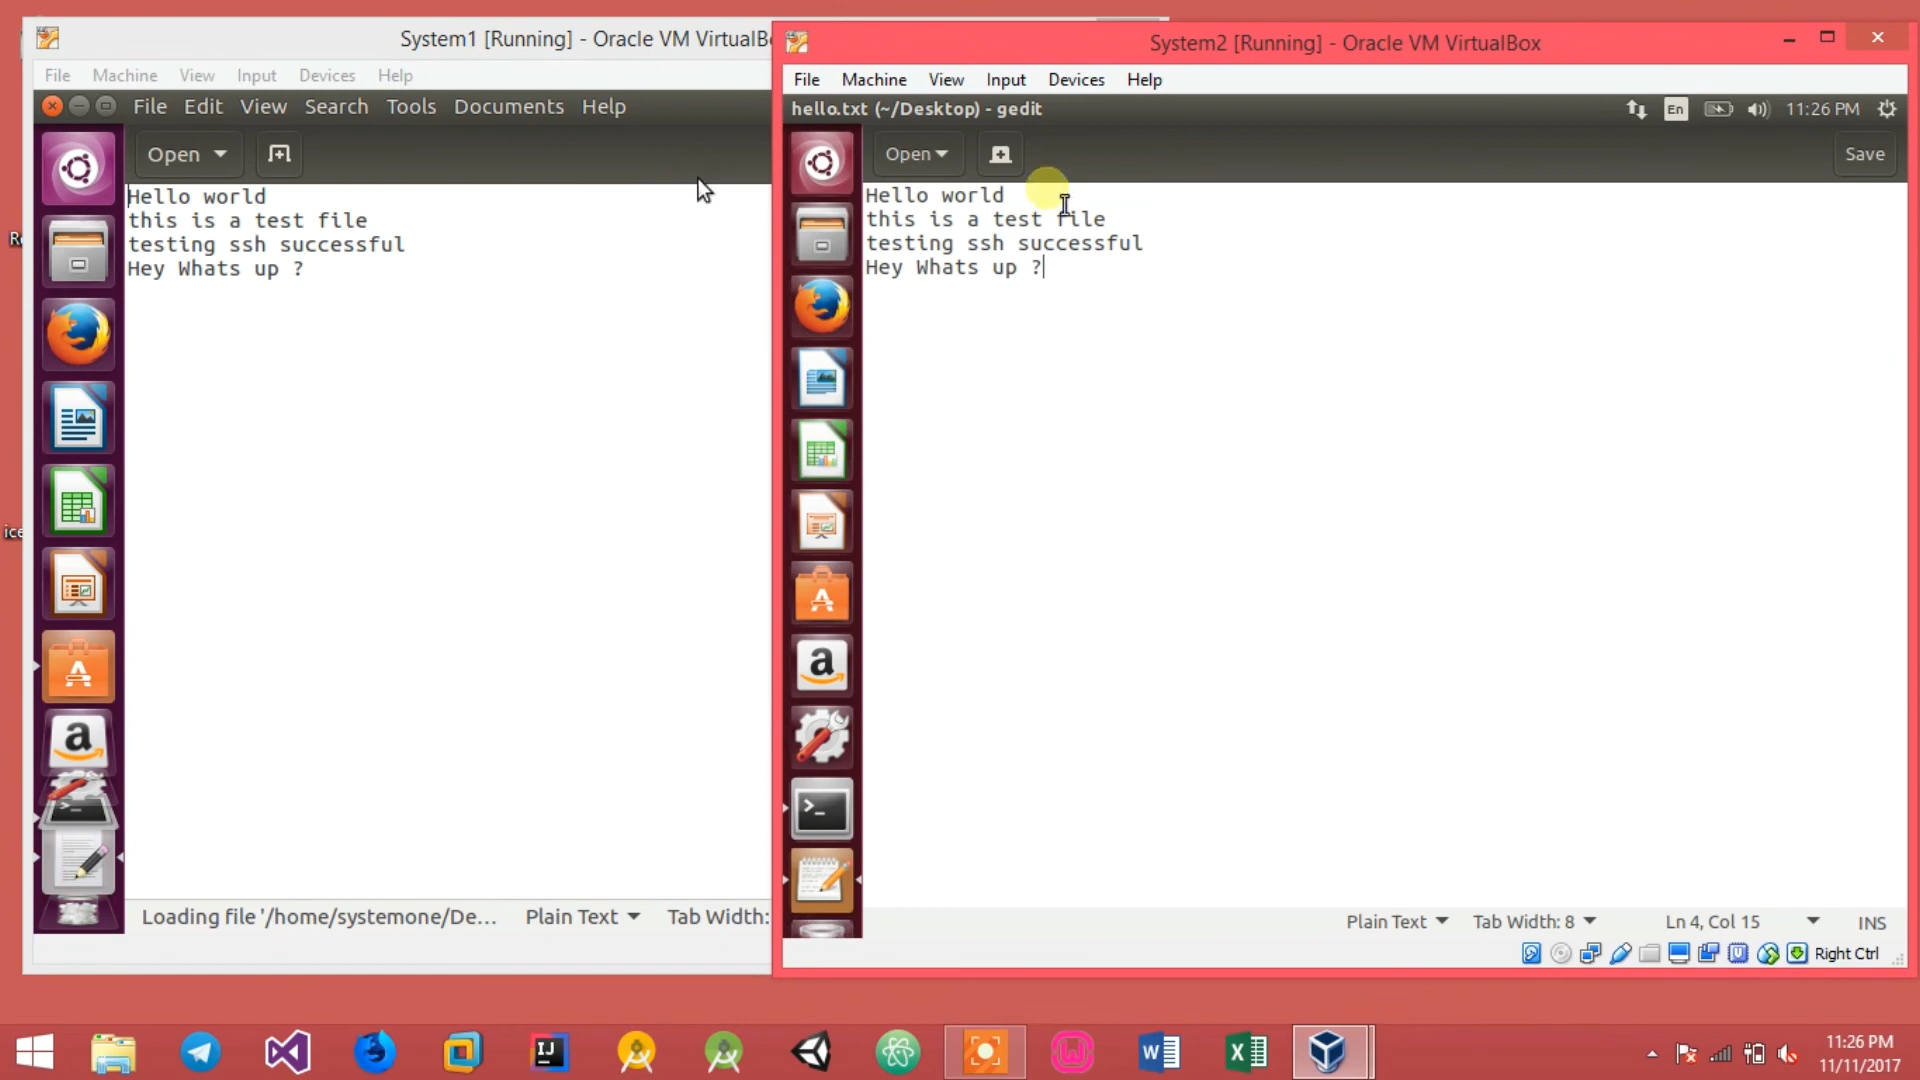 System1 [Running] - Oracle VM VirtualB
File Machine View Input Devices Help
File Edit View Search Tools Documents Help
Open
Hello world
this is a test file
testing ssh successful
Hey Whats up ?
Loading file '/home/systemone/De... Plain Text Tab Width:
System2 [Running] - Oracle VM VirtualBox
File Machine View Input Devices Help
hello.txt (~/Desktop) - gedit En 11:26 PM
Open Save
Hello world
this is a test file
testing ssh successful
Hey Whats up ?
Plain Text Tab Width: 8 Ln 4, Col 15 INS
Right Ctrl
ice
11:26 PM
11/11/2017